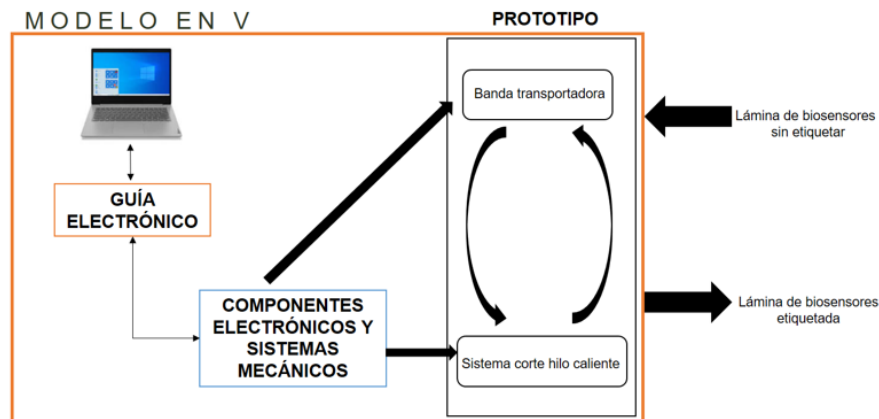 MODELO EN V
PROTOTIPO
Banda transportadora
Lámina de biosensores
sin etiquetar
GUÍA
ELECTRÓNICO
COMPONENTES
ELECTRÓNICOS Y
SISTEMAS
MECÁNICOS
Sistema corte hilo caliente
Lámina de biosensores
etiquetada